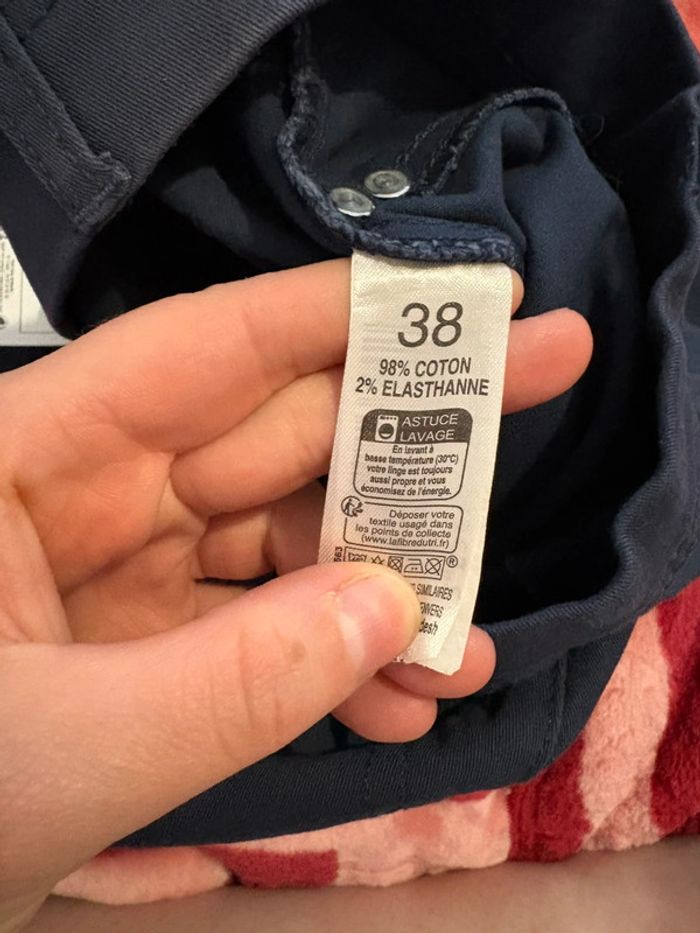 38
98% COTON
2% ELASTHANNE
ASTUCE
LAVAGE
En lavant à
basse température (30°C)
votre linge est toujours
aussi propre et vous
économisez de l'énergie.
Déposer votre
textile usagé dans
les points de collecte
(www.lafibredutri.fr)
®
SIMILAIRES